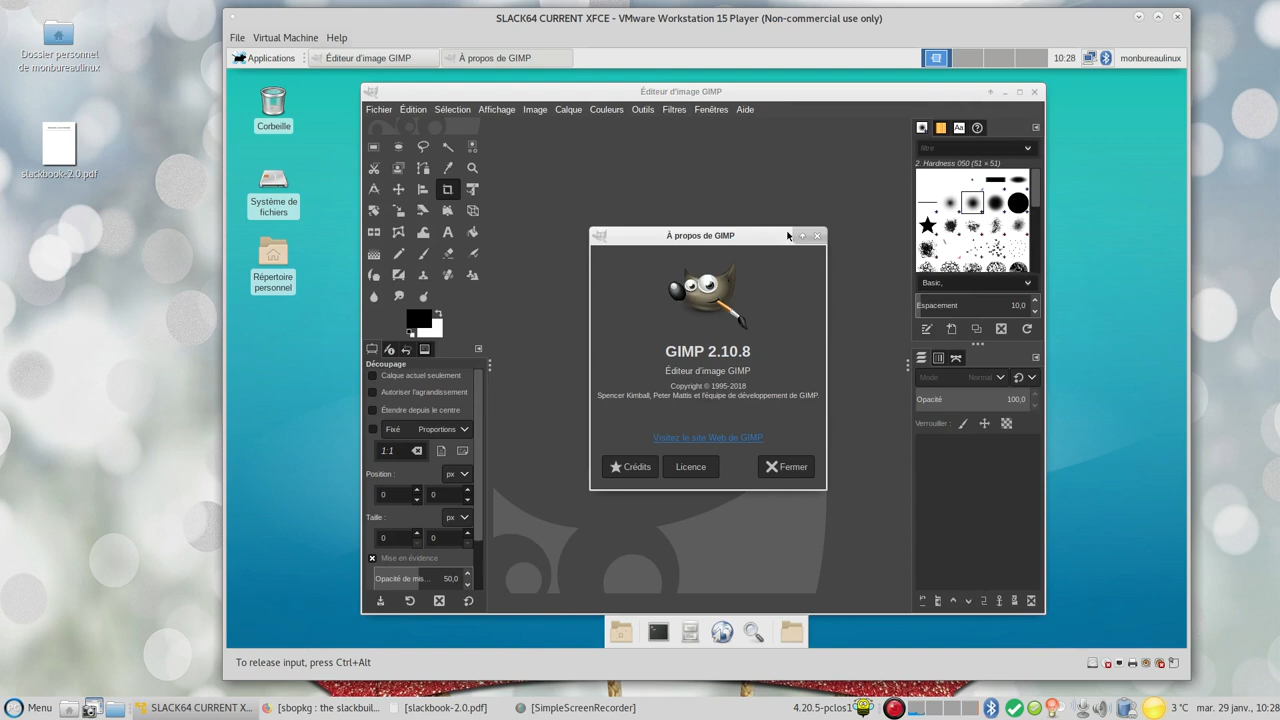 SLACK64 CURRENT XFCE - VMware Workstation 15 Player (Non-commercial use only)
File Virtual Machine Help
Dossier personnel
de monbureaulinux
slackbook-2.0.pdf
Applications
Éditeur d'image GIMP
À propos de GIMP
10:28
monbureaulinux
Corbeille
Système de
fichiers
Répertoire
personnel
Éditeur d'image GIMP
Fichier Édition Sélection Affichage Image Calque Couleurs Outils Filtres Fenêtres Aide
Découpage
Calque actuel seulement
Autoriser l'agrandissement
Étendre depuis le centre
Fixé Proportions
1:1
Position : px
0 0
Taille : px
0 0
Mise en évidence
Opacité de mis... 50,0
À propos de GIMP
GIMP 2.10.8
Éditeur d'image GIMP
Copyright © 1995-2018
Spencer Kimball, Peter Mattis et l'équipe de développement de GIMP.
Visitez le site Web de GIMP
Crédits Licence Fermer
Aa
filtre
2. Hardness 050 (51 × 51)
Basic,
Espacement 10,0
Mode Normal
Opacité 100,0
Verrouiller :
To release input, press Ctrl+Alt
Menu
SLACK64 CURRENT X...
sbopkg : the slackbuil...
[slackbook-2.0.pdf]
[SimpleScreenRecorder]
4.20.5-pclos1
3 °C
mar. 29 janv., 10:28